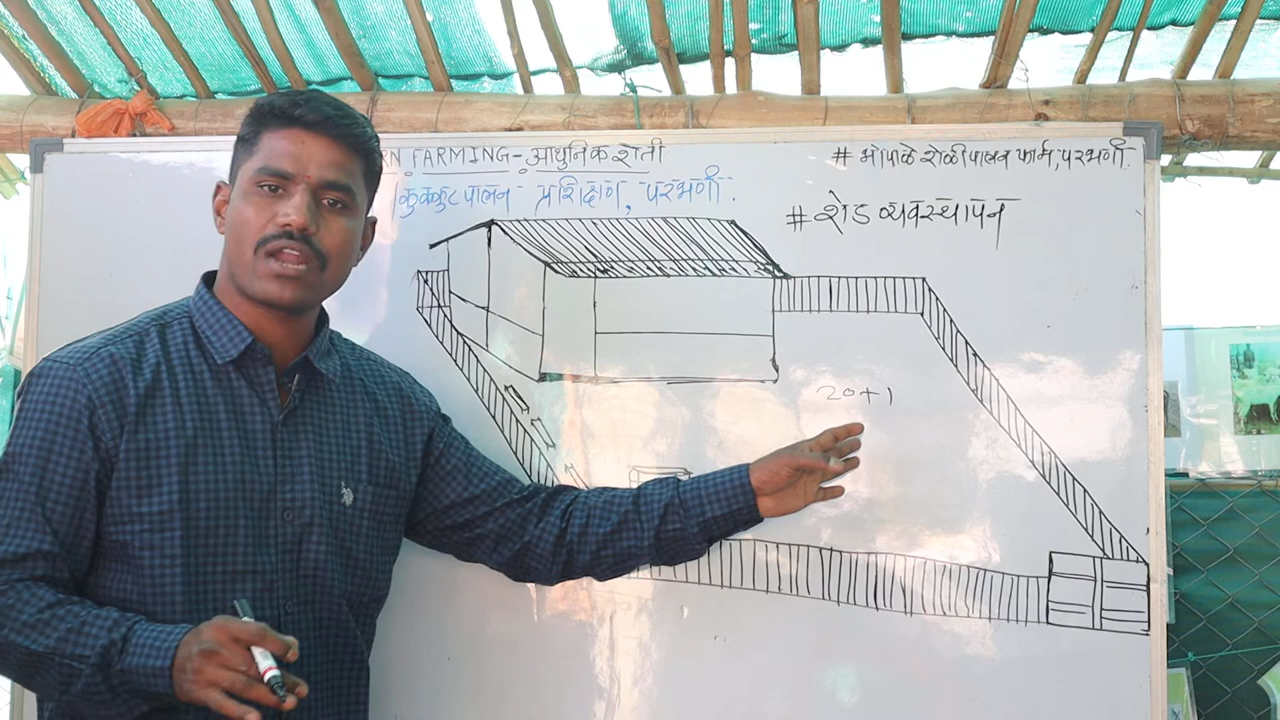 RN FARMING - आधुनिक शेती
# भोपाळे शेळीपालन फार्म, परभणी.
कुक्कुट पालन प्रशिक्षण, परभणी.
# शेड व्यवस्थापन
20+1